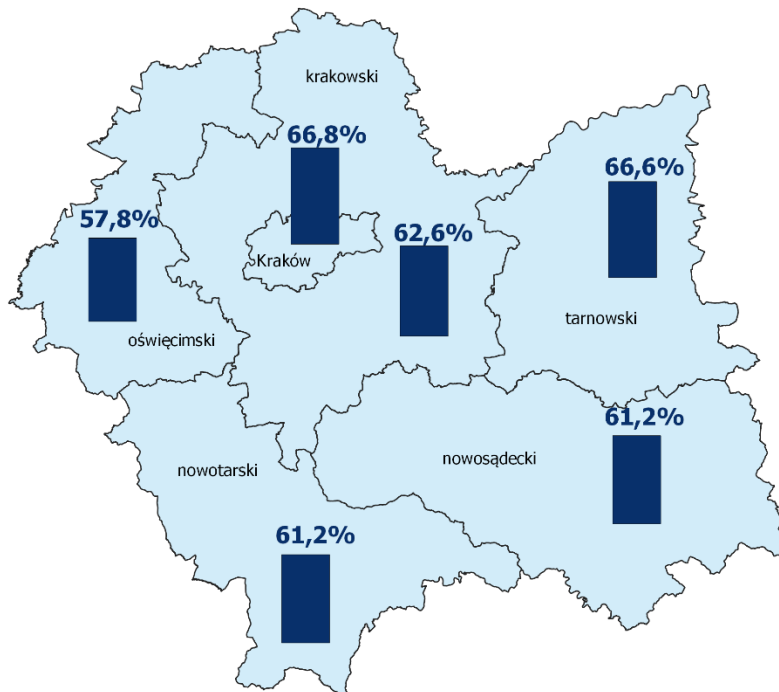 krakowski
66,8%
66,6%
57,8%
62,6%
Kraków
tarnowski
oświęcimski
61,2%
nowosądecki
nowotarski
61,2%